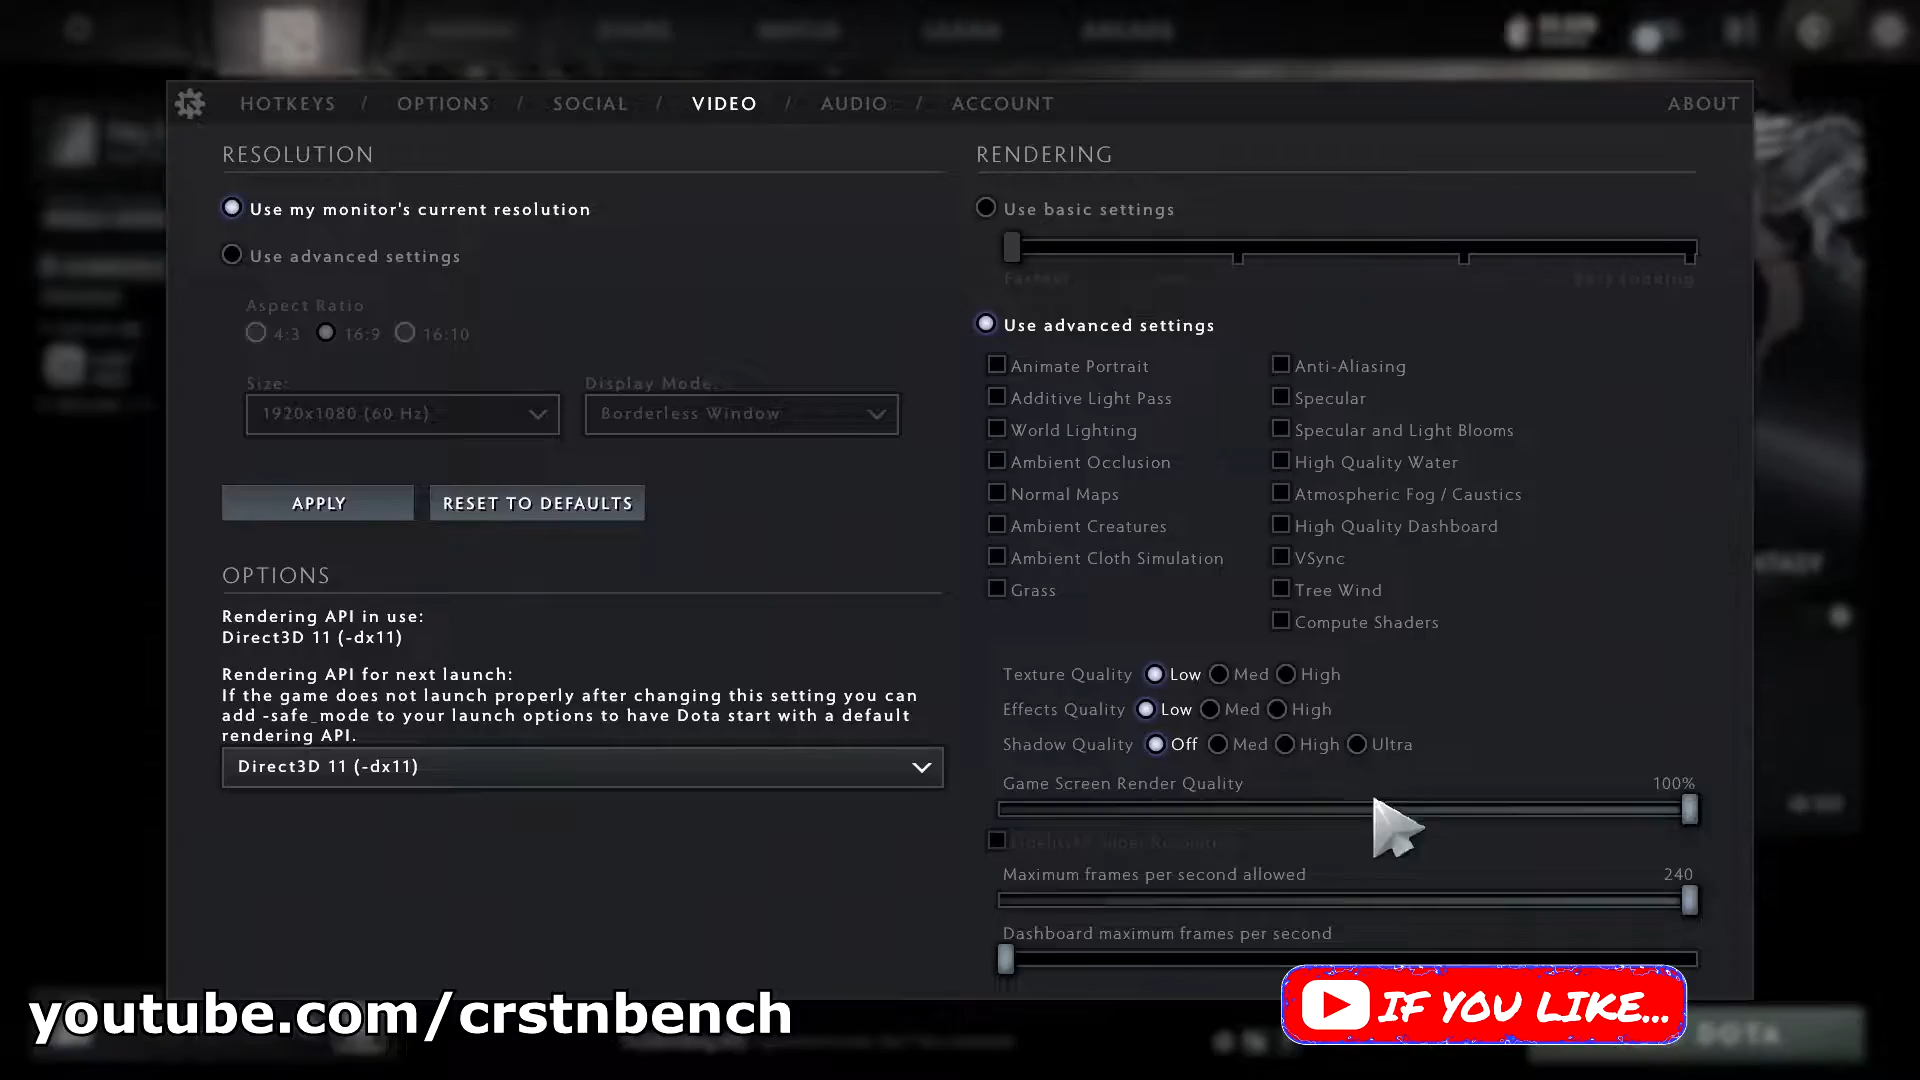 HOTKEYS / OPTIONS / SOCIAL / VIDEO / AUDIO / ACCOUNT ABOUT
RESOLUTION
Use my monitor's current resolution
Use advanced settings
Aspect Ratio
4:3 16:9 16:10
Size: Display Mode:
1920x1080 (60 Hz) Borderless Window
APPLY RESET TO DEFAULTS
OPTIONS
Rendering API in use:
Direct3D 11 (-dx11)
Rendering API for next launch:
If the game does not launch properly after changing this setting you can
add -safe_mode to your launch options to have Dota start with a default
rendering API.
Direct3D 11 (-dx11)
RENDERING
Use basic settings
Fastest Best Looking
Use advanced settings
Animate Portrait Anti-Aliasing
Additive Light Pass Specular
World Lighting Specular and Light Blooms
Ambient Occlusion High Quality Water
Normal Maps Atmospheric Fog / Caustics
Ambient Creatures High Quality Dashboard
Ambient Cloth Simulation VSync
Grass Tree Wind
Compute Shaders
Texture Quality Low Med High
Effects Quality Low Med High
Shadow Quality Off Med High Ultra
Game Screen Render Quality 100%
Maximum frames per second allowed 240
Dashboard maximum frames per second
youtube.com/crstnbench
IF YOU LIKE...
DOTA